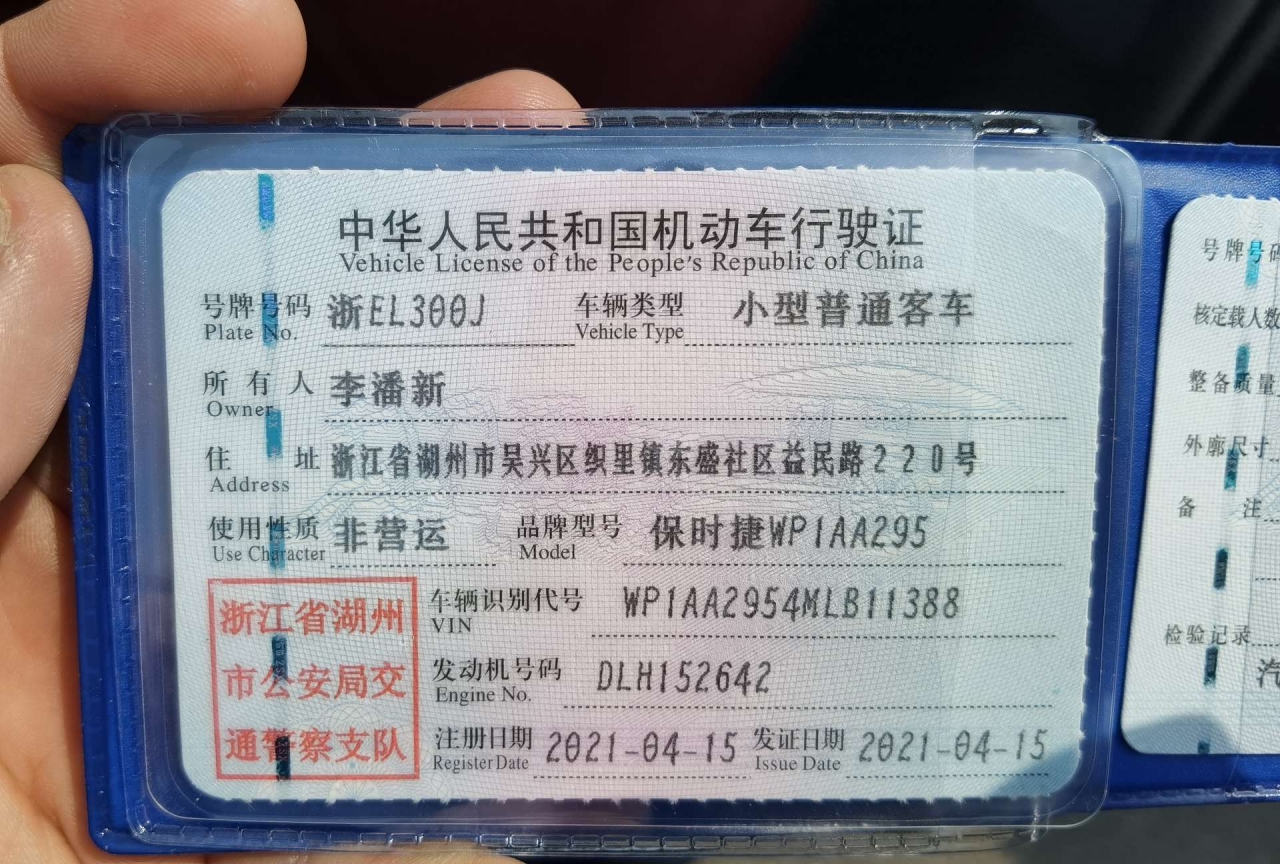 中华人民共和国机动车行驶证
Vehicle License of the People's Republic of China
号牌号码 浙EL300J 车辆类型 小型普通客车
Plate No. Vehicle Type
所有人 李潘新
Owner
住址 浙江省湖州市吴兴区织里镇东盛社区益民路220号
Address
使用性质 非营运 品牌型号 保时捷WP1AA295
Use Character Model
车辆识别代号 WP1AA2954MLB11388
VIN
发动机号码 DLH152642
Engine No.
注册日期 2021-04-15 发证日期 2021-04-15
Register Date Issue Date
浙江省湖州
市公安局交
通警察支队
号牌号码
核定载人数
整备质量
外廓尺寸
备注
检验记录
汽